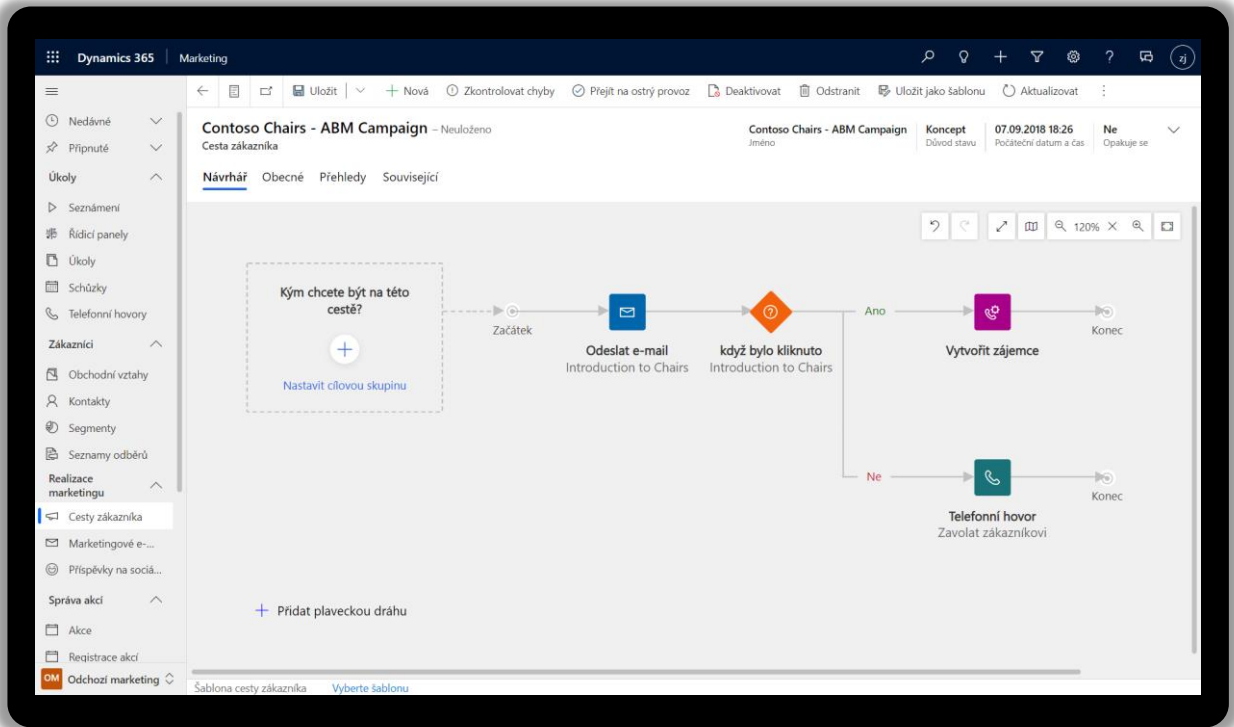 Dynamics 365 | Marketing
zj
Uložit
Nová
Zkontrolovat chyby
Přejít na ostrý provoz
Deaktivovat
Odstranit
Uložit jako šablonu
Aktualizovat
Nedávné
Připnuté
Úkoly
Seznámení
Řídicí panely
Úkoly
Schůzky
Telefonní hovory
Zákazníci
Obchodní vztahy
Kontakty
Segmenty
Seznamy odběrů
Realizace
marketingu
Cesty zákazníka
Marketingové e-...
Příspěvky na sociá...
Správa akcí
Akce
Registrace akcí
OM Odchozí marketing
Contoso Chairs - ABM Campaign – Neuloženo
Cesta zákazníka
Contoso Chairs - ABM Campaign
Jméno
Koncept
Důvod stavu
07.09.2018 18:26
Počáteční datum a čas
Ne
Opakuje se
Návrhář Obecné Přehledy Související
120%
Kým chcete být na této
cestě?
Nastavit cílovou skupinu
Začátek
Odeslat e-mail
Introduction to Chairs
když bylo kliknuto
Introduction to Chairs
Ano
Vytvořit zájemce
Konec
Ne
Telefonní hovor
Zavolat zákazníkovi
Konec
Přidat plaveckou dráhu
Šablona cesty zákazníka Vyberte šablonu